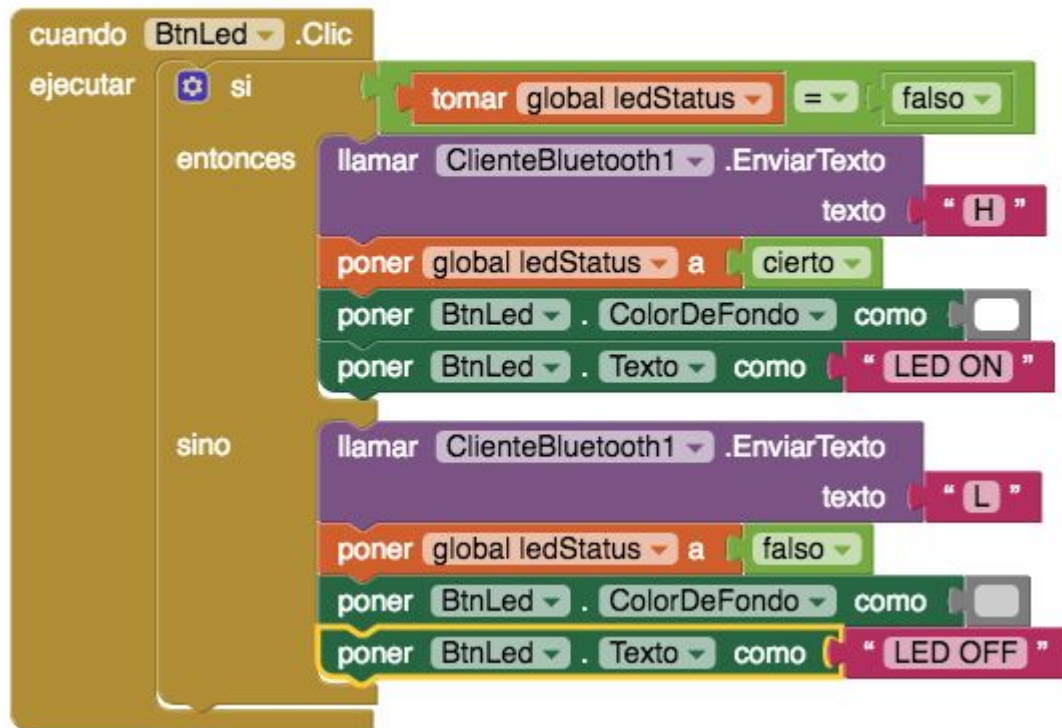 cuando BtnLed .Clic
ejecutar si tomar global ledStatus = falso
entonces llamar ClienteBluetooth1 .EnviarTexto
texto “ H ”
poner global ledStatus a cierto
poner BtnLed . ColorDeFondo como
poner BtnLed . Texto como “ LED ON ”
sino llamar ClienteBluetooth1 .EnviarTexto
texto “ L ”
poner global ledStatus a falso
poner BtnLed . ColorDeFondo como
poner BtnLed . Texto como “ LED OFF ”